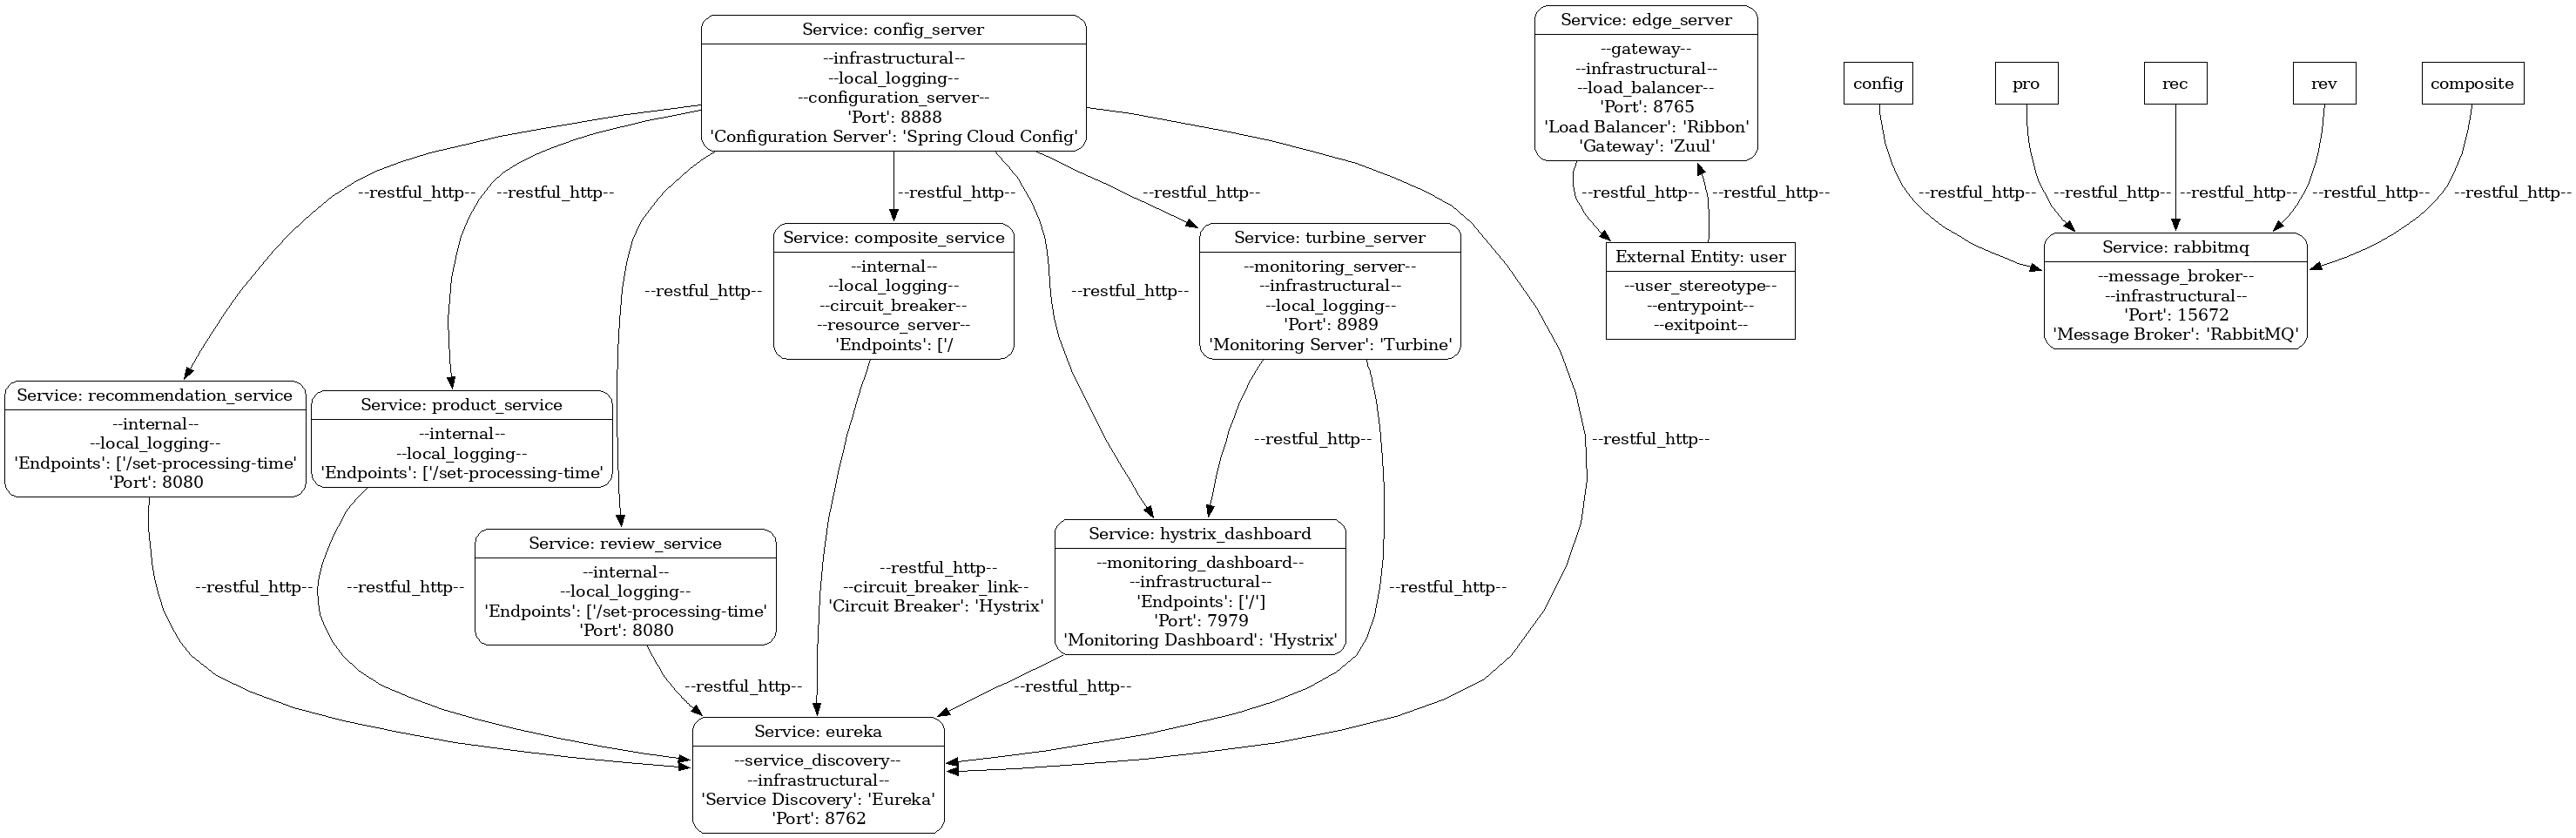 Service: config_server
--infrastructural--
--local_logging--
--configuration_server--
'Port': 8888
'Configuration Server': 'Spring Cloud Config'
Service: edge_server
--gateway--
--infrastructural--
--load_balancer--
'Port': 8765
'Load Balancer': 'Ribbon'
'Gateway': 'Zuul'
config
pro
rec
rev
composite
--restful_http--
--restful_http--
--restful_http--
--restful_http--
--restful_http--
--restful_http--
--restful_http--
--restful_http--
--restful_http--
--restful_http--
--restful_http--
Service: composite_service
--internal--
--local_logging--
--circuit_breaker--
--resource_server--
'Endpoints': ['/
Service: turbine_server
--monitoring_server--
--infrastructural--
--local_logging--
'Port': 8989
'Monitoring Server': 'Turbine'
External Entity: user
--user_stereotype--
--entrypoint--
--exitpoint--
Service: rabbitmq
--message_broker--
--infrastructural--
'Port': 15672
'Message Broker': 'RabbitMQ'
--restful_http--
--restful_http--
Service: recommendation_service
--internal--
--local_logging--
'Endpoints': ['/set-processing-time'
'Port': 8080
Service: product_service
--internal--
--local_logging--
'Endpoints': ['/set-processing-time'
--restful_http--
--restful_http--
Service: review_service
--internal--
--local_logging--
'Endpoints': ['/set-processing-time'
'Port': 8080
Service: hystrix_dashboard
--monitoring_dashboard--
--infrastructural--
'Endpoints': ['/']
'Port': 7979
'Monitoring Dashboard': 'Hystrix'
--restful_http--
--restful_http--
--restful_http--
--circuit_breaker_link--
'Circuit Breaker': 'Hystrix'
--restful_http--
--restful_http--
--restful_http--
Service: eureka
--service_discovery--
--infrastructural--
'Service Discovery': 'Eureka'
'Port': 8762